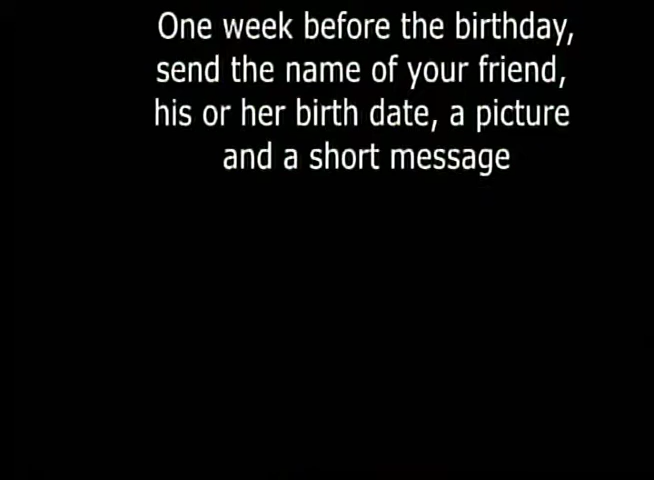 One week before the birthday,
send the name of your friend,
his or her birth date, a picture
and a short message